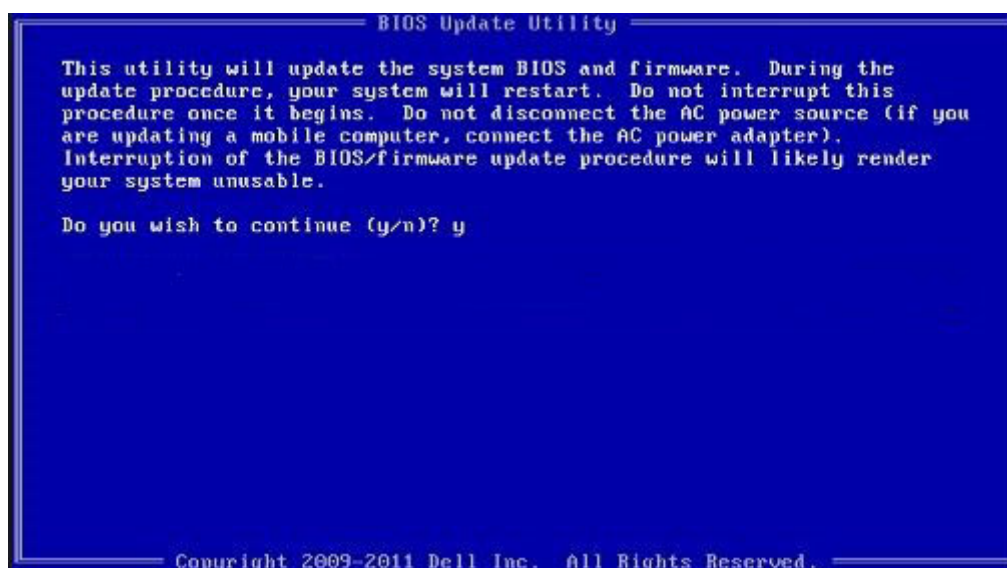 BIOS Update Utility
This utility will update the system BIOS and firmware. During the
update procedure, your system will restart. Do not interrupt this
procedure once it begins. Do not disconnect the AC power source (if you
are updating a mobile computer, connect the AC power adapter).
Interruption of the BIOS/firmware update procedure will likely render
your system unusable.
Do you wish to continue (y/n)? y
Copyright 2009-2011 Dell Inc. All Rights Reserved.